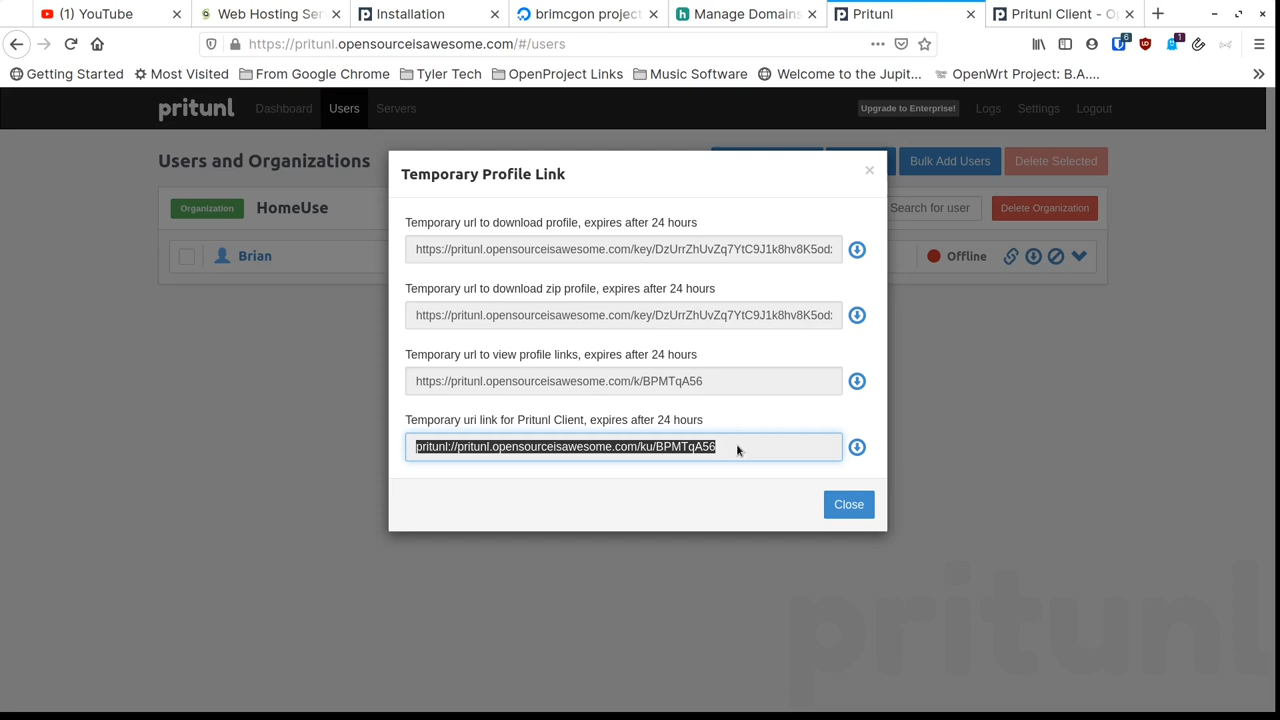 (1) YouTube
Web Hosting Ser
Installation
brimcgon project
Manage Domains
Pritunl
Pritunl Client - O
https://pritunl.opensourceisawesome.com/#/users
6
1
Getting Started
Most Visited
From Google Chrome
Tyler Tech
OpenProject Links
Music Software
Welcome to the Jupit...
OpenWrt Project: B.A....
pritunl
Dashboard
Users
Servers
Upgrade to Enterprise!
Logs
Settings
Logout
Users and Organizations
Bulk Add Users
Delete Selected
Organization
HomeUse
Search for user
Delete Organization
Brian
Offline
Temporary Profile Link
×
Temporary url to download profile, expires after 24 hours
https://pritunl.opensourceisawesome.com/key/DzUrrZhUvZq7YtC9J1k8hv8K5od
Temporary url to download zip profile, expires after 24 hours
https://pritunl.opensourceisawesome.com/key/DzUrrZhUvZq7YtC9J1k8hv8K5od
Temporary url to view profile links, expires after 24 hours
https://pritunl.opensourceisawesome.com/k/BPMTqA56
Temporary uri link for Pritunl Client, expires after 24 hours
pritunl://pritunl.opensourceisawesome.com/ku/BPMTqA56
Close
pritunl